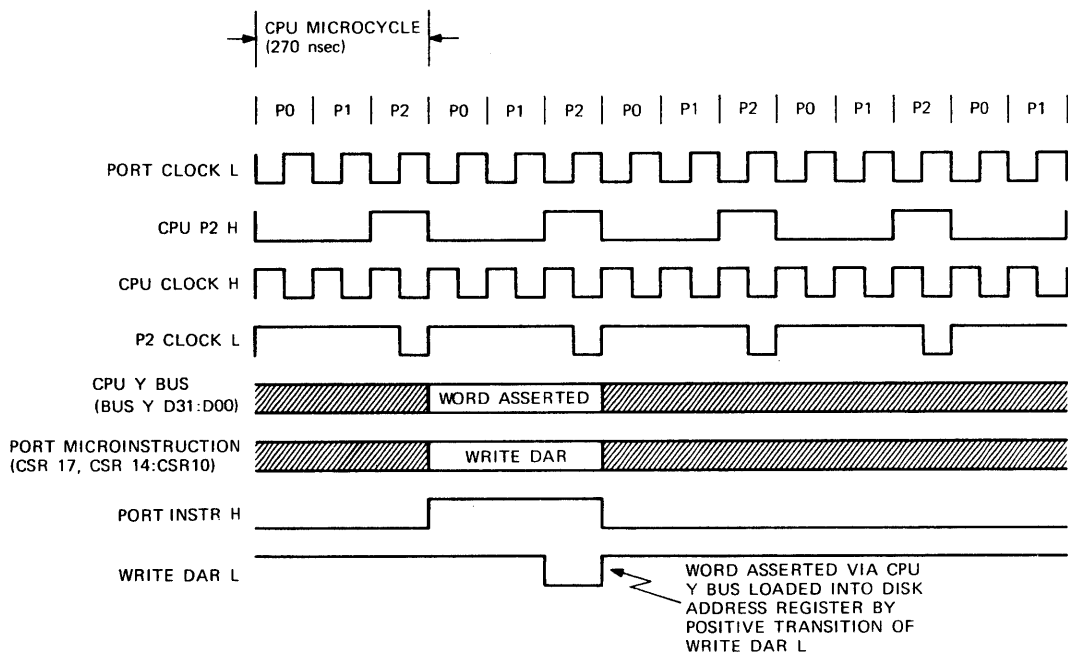 CPU MICROCYCLE
(270 nsec)
P0 P1 P2 P0 P1 P2 P0 P1 P2 P0 P1 P2 P0 P1
PORT CLOCK L
CPU P2 H
CPU CLOCK H
P2 CLOCK L
CPU Y BUS
(BUS Y D31:D00)
WORD ASSERTED
PORT MICROINSTRUCTION
(CSR 17, CSR 14:CSR10)
WRITE DAR
PORT INSTR H
WRITE DAR L
WORD ASSERTED VIA CPU
Y BUS LOADED INTO DISK
ADDRESS REGISTER BY
POSITIVE TRANSITION OF
WRITE DAR L